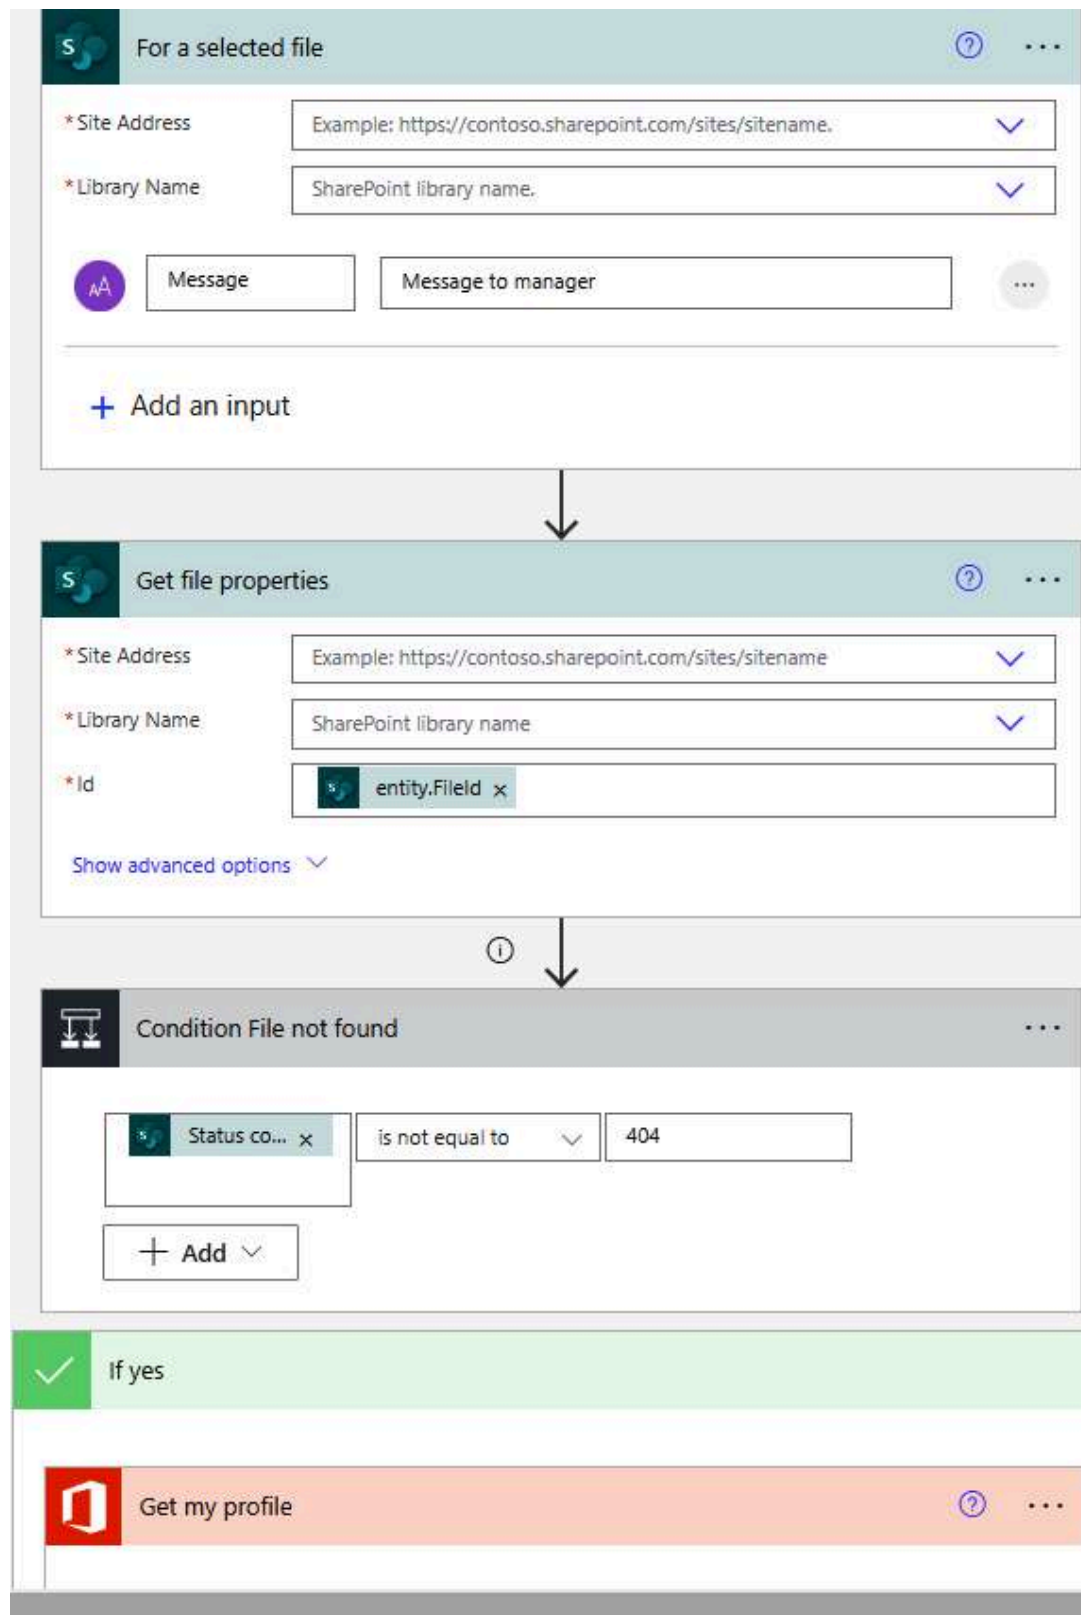 For a selected file
* Site Address
Example: https://contoso.sharepoint.com/sites/sitename.
* Library Name
SharePoint library name.
AA
Message
Message to manager
...
+ Add an input
Get file properties
* Site Address
Example: https://contoso.sharepoint.com/sites/sitename
* Library Name
SharePoint library name
* Id
entity.FileId ×
Show advanced options
Condition File not found
Status co... ×
is not equal to
404
+ Add
If yes
Get my profile